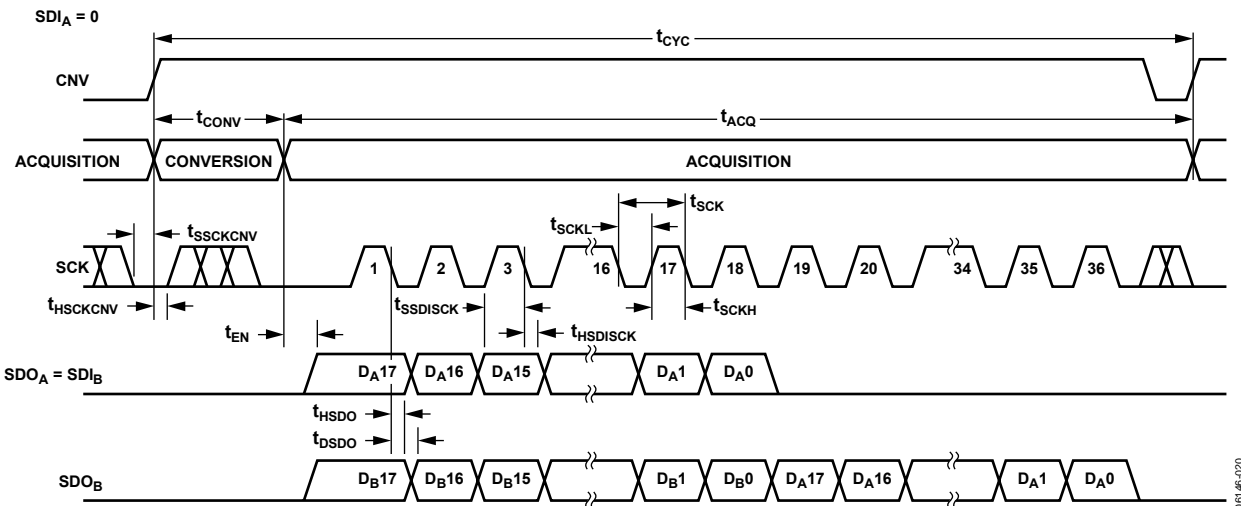 SDIA = 0
tCYC
CNV
tCONV
tACQ
ACQUISITION CONVERSION ACQUISITION
tSCK
tSCKL
tSSCKCNV
SCK 1 2 3 16 17 18 19 20 34 35 36
tHSCKCNV
tSSDISCK
tSCKH
tEN
tHSDISCK
SDOA = SDIB DA17 DA16 DA15 DA1 DA0
tHSDO
tDSDO
SDOB DB17 DB16 DB15 DB1 DB0 DA17 DA16 DA1 DA0
16146-020